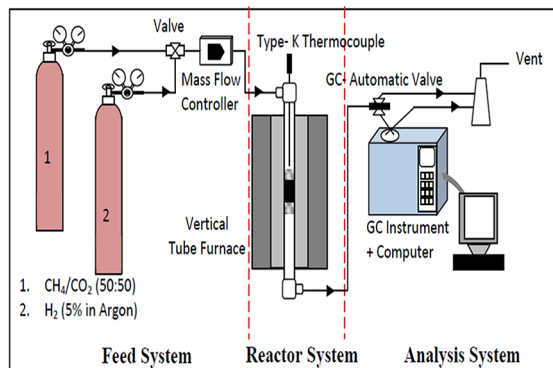 Valve
Type- K Thermocouple
GC- Automatic Valve
Vent
Mass Flow
Controller
1
2
Vertical
Tube Furnace
GC Instrument
+ Computer
1. CH₄/CO₂ (50:50)
2. H₂ (5% in Argon)
Feed System
Reactor System
Analysis System